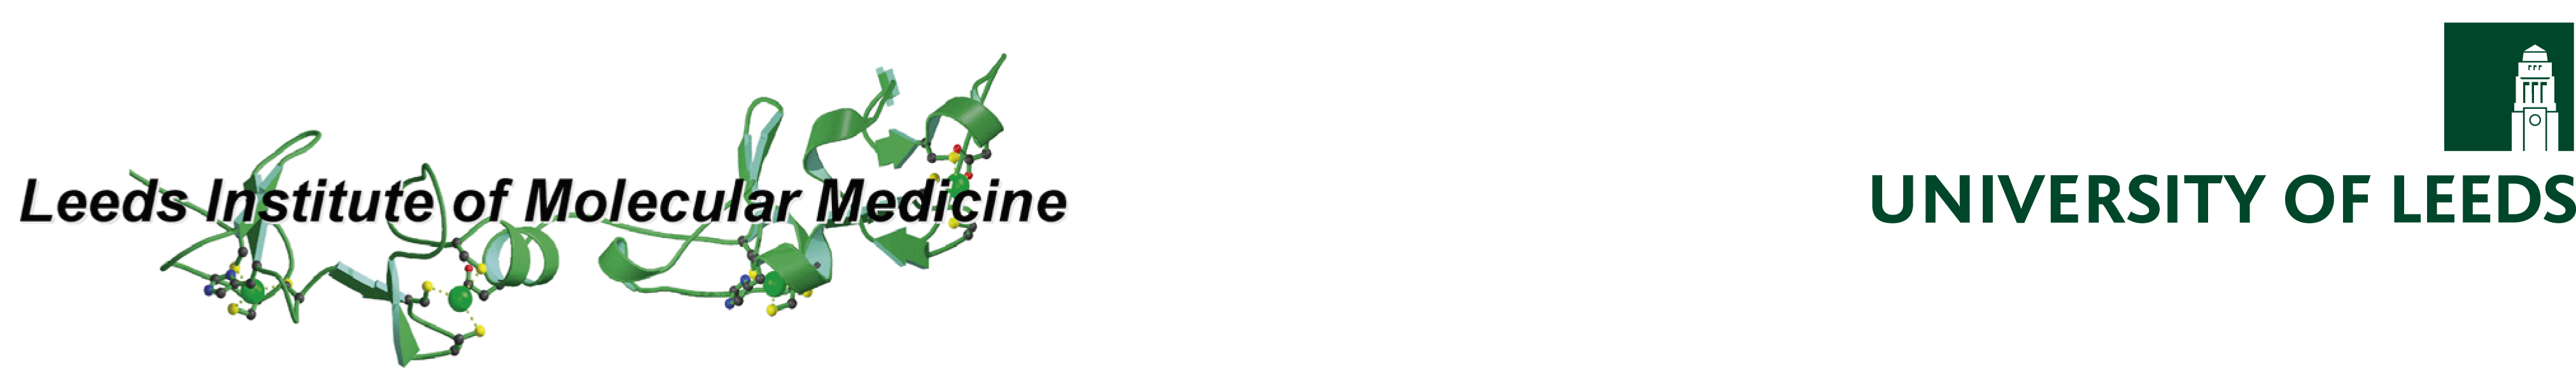 Leeds Institute of Molecular Medicine
UNIVERSITY OF LEEDS